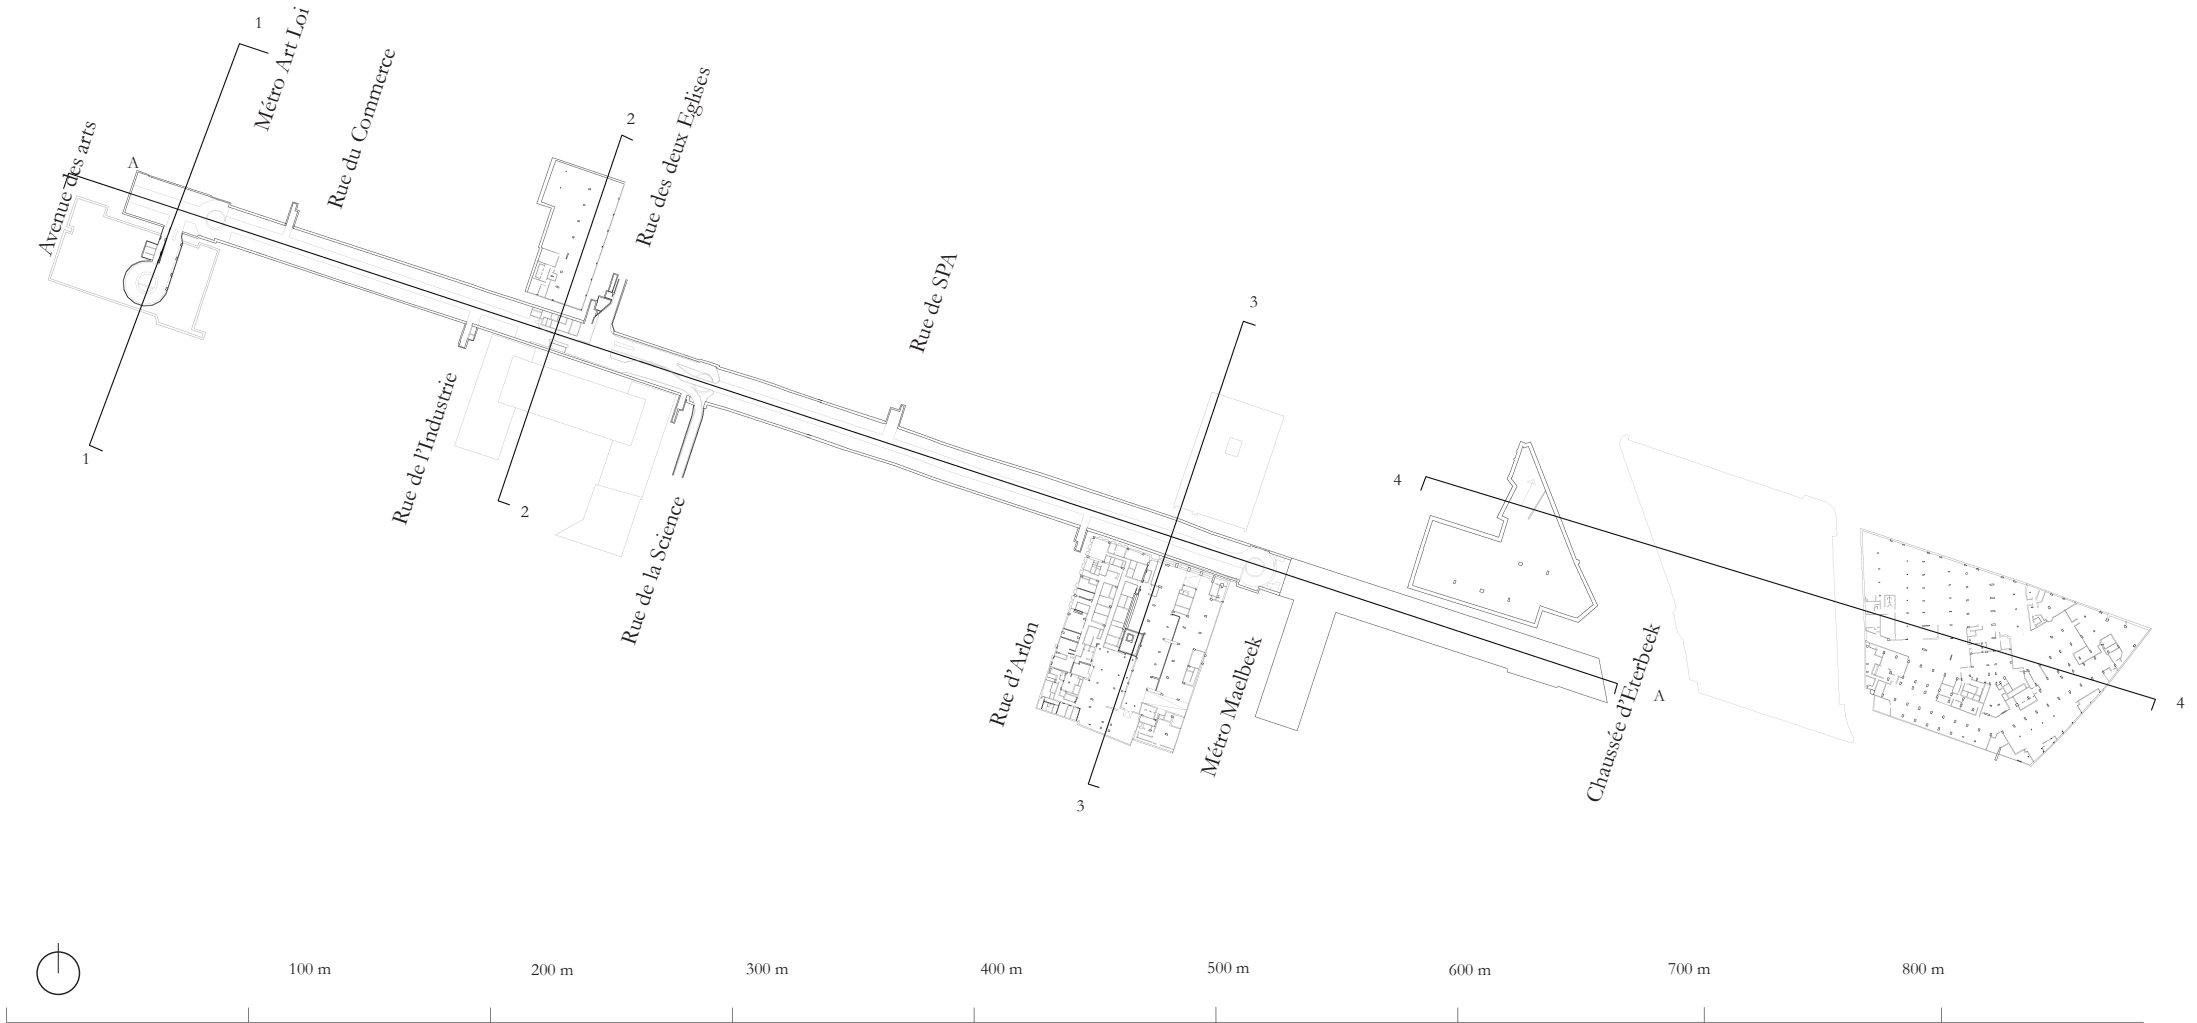 1
Métro Art Loi
Rue du Commerce
Rue des deux Eglises
2
Avenue des arts
A
Rue de SPA
3
Rue de l'Industrie
1
2
4
Rue de la Science
Rue d'Arlon
Métro Maelbeek
Chaussée d'Eterbeek
A
4
3
100 m
200 m
300 m
400 m
500 m
600 m
700 m
800 m